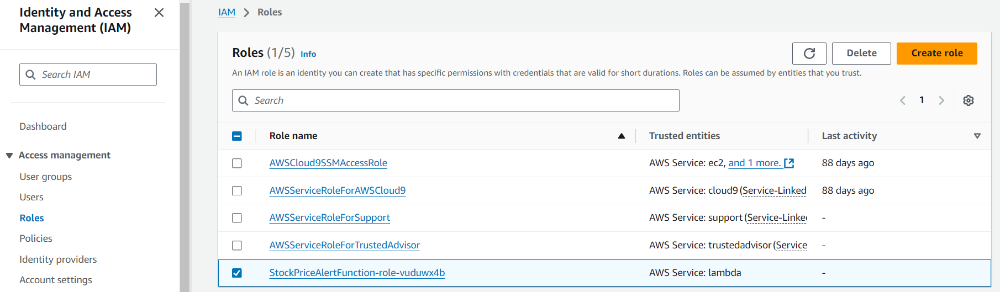 Identity and Access
Management (IAM)
Search IAM
Dashboard
Access management
User groups
Users
Roles
Policies
Identity providers
Account settings
IAM > Roles
Roles (1/5) Info
Delete
Create role
An IAM role is an identity you can create that has specific permissions with credentials that are valid for short durations. Roles can be assumed by entities that you trust.
Search
1
Role name Trusted entities Last activity
AWSCloud9SSMAccessRole AWS Service: ec2, and 1 more. 88 days ago
AWSServiceRoleForAWSCloud9 AWS Service: cloud9 (Service-Linked 88 days ago
AWSServiceRoleForSupport AWS Service: support (Service-Linked -
AWSServiceRoleForTrustedAdvisor AWS Service: trustedadvisor (Service -
StockPriceAlertFunction-role-vuduwx4b AWS Service: lambda -